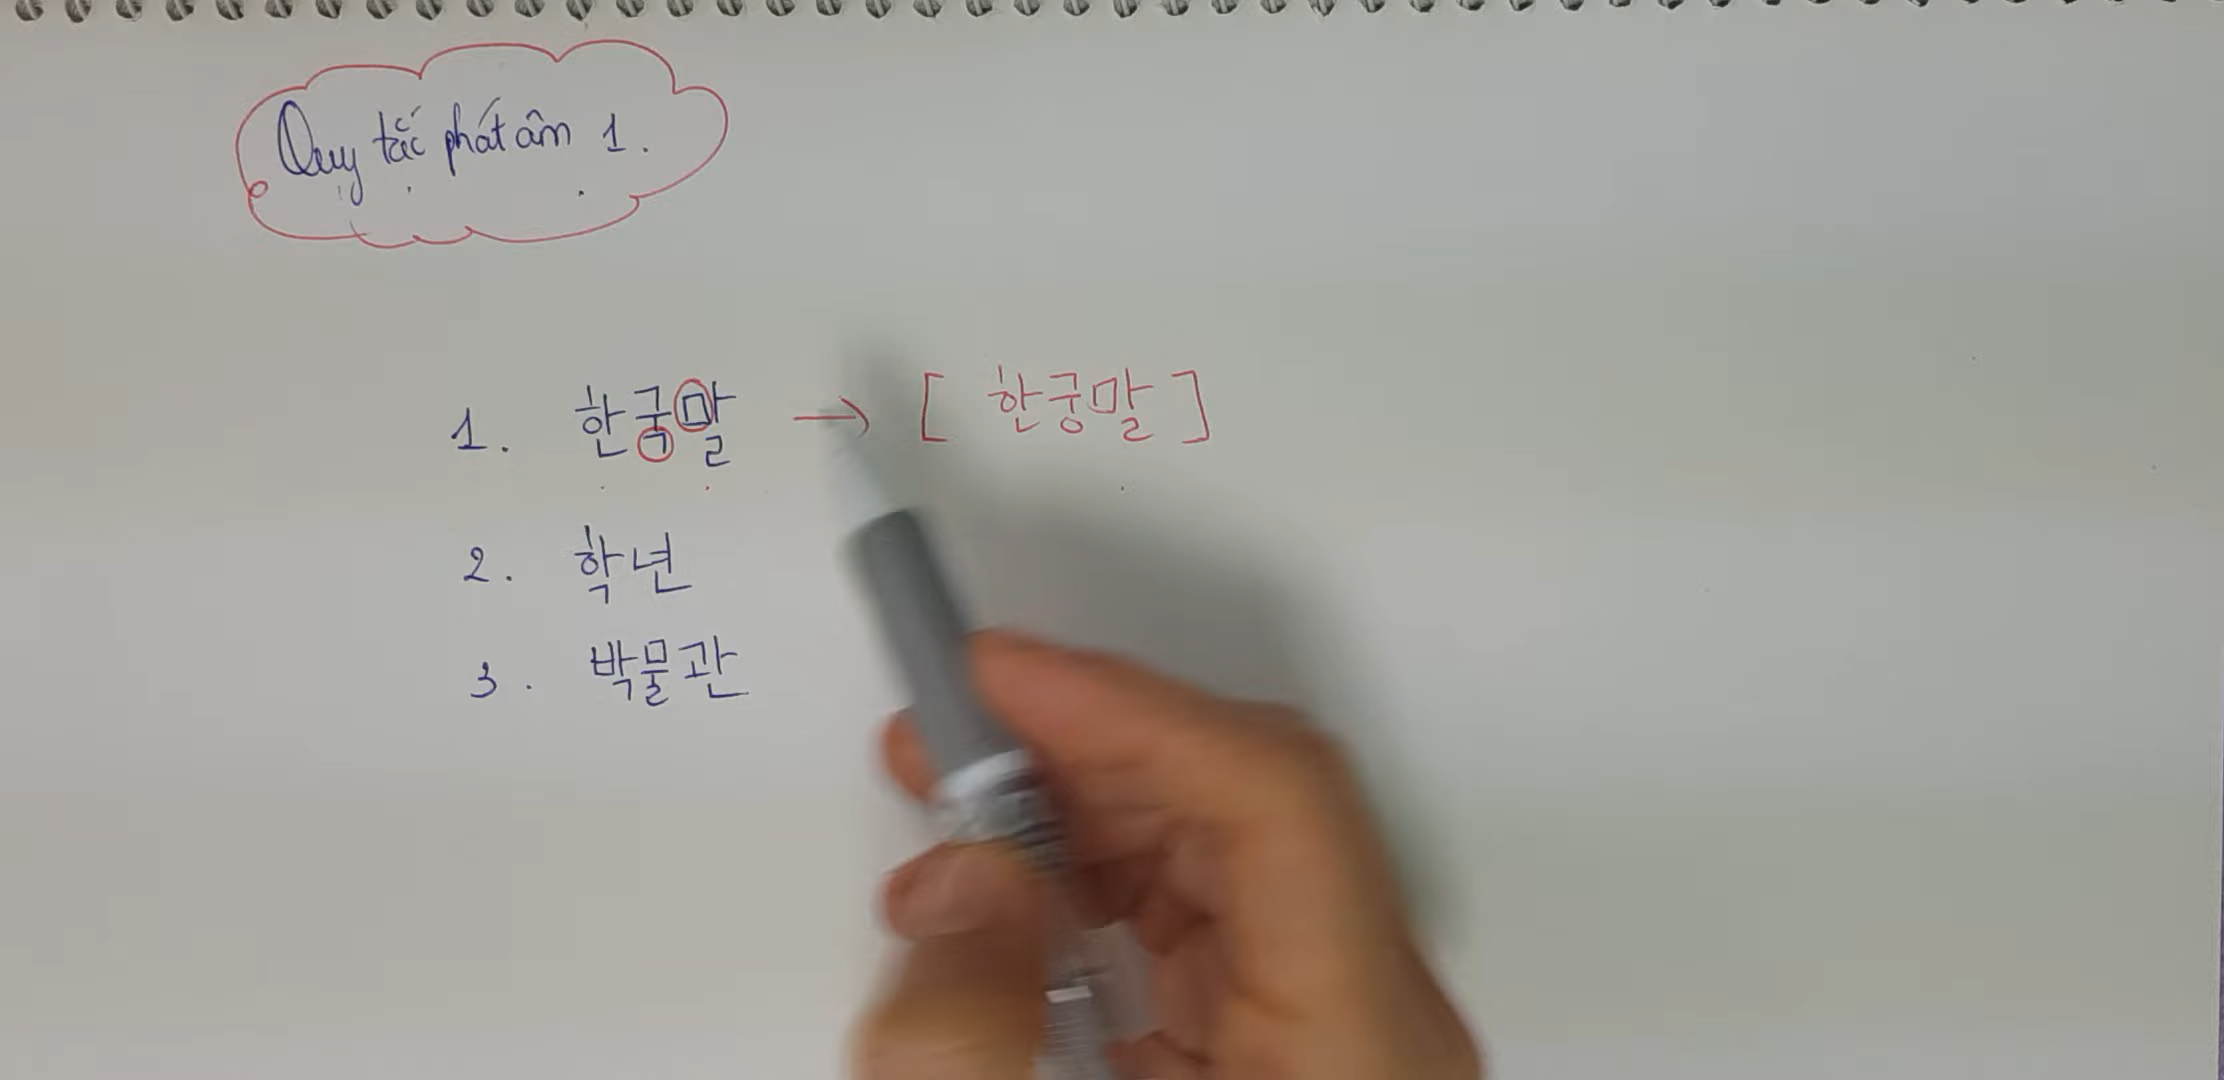 Quy tắc phát âm 1.
1. 한국말 → [ 한궁말 ]
2. 학년
3. 박물관